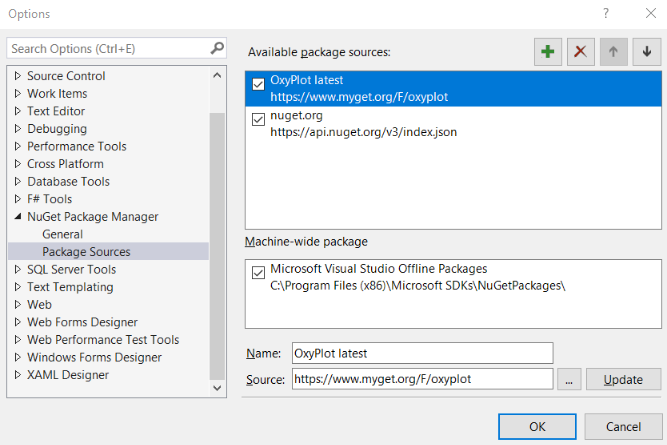 Options
?
Search Options (Ctrl+E)
Source Control
Work Items
Text Editor
Debugging
Performance Tools
Cross Platform
Database Tools
F# Tools
NuGet Package Manager
General
Package Sources
SQL Server Tools
Text Templating
Web
Web Forms Designer
Web Performance Test Tools
Windows Forms Designer
XAML Designer
Available package sources:
OxyPlot latest
https://www.myget.org/F/oxyplot
nuget.org
https://api.nuget.org/v3/index.json
Machine-wide package
Microsoft Visual Studio Offline Packages
C:\Program Files (x86)\Microsoft SDKs\NuGetPackages\
Name: OxyPlot latest
Source: https://www.myget.org/F/oxyplot ... Update
OK Cancel